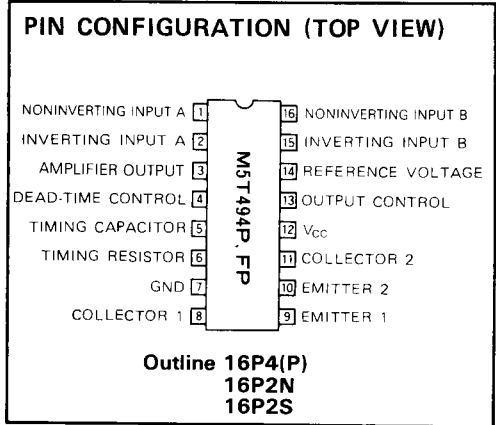 PIN CONFIGURATION (TOP VIEW)
NONINVERTING INPUT A 1 16 NONINVERTING INPUT B
INVERTING INPUT A 2 15 INVERTING INPUT B
AMPLIFIER OUTPUT 3 14 REFERENCE VOLTAGE
DEAD-TIME CONTROL 4 13 OUTPUT CONTROL
TIMING CAPACITOR 5 12 VCC
TIMING RESISTOR 6 11 COLLECTOR 2
GND 7 10 EMITTER 2
COLLECTOR 1 8 9 EMITTER 1
M5T494P, FP
Outline 16P4(P)
16P2N
16P2S